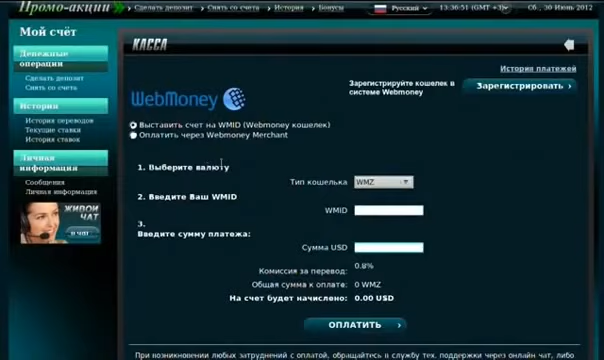 Промо-акции
Сделать депозит
Снять со счета
История
Бонусы
Русский
13:36:51 (GMT +3)
Сб., 30 Июнь 2012
Мой счёт
Денежные операции
Сделать депозит
Снять со счета
История
История переводов
Текущие ставки
История ставок
Личная информация
Сообщения
Личная информация
ЖИВОЙ
ЧАТ
В ЧАТ
КАССА
История платежей
Зарегистрируйте кошелек в
системе Webmoney
Зарегистрировать
WebMoney
Выставить счет на WMID (Webmoney кошелек)
Оплатить через Webmoney Merchant
1. Выберите валюту
Тип кошелька WMZ
2. Введите Ваш WMID
WMID
3.
Введите сумму платежа:
Сумма USD
Комиссия за перевод: 0.8%
Общая сумма к оплате: 0 WMZ
На счет будет начислено: 0.00 USD
ОПЛАТИТЬ
При возникновении любых затруднений с оплатой, обращайтесь в службу тех. поддержки через онлайн чат, либо